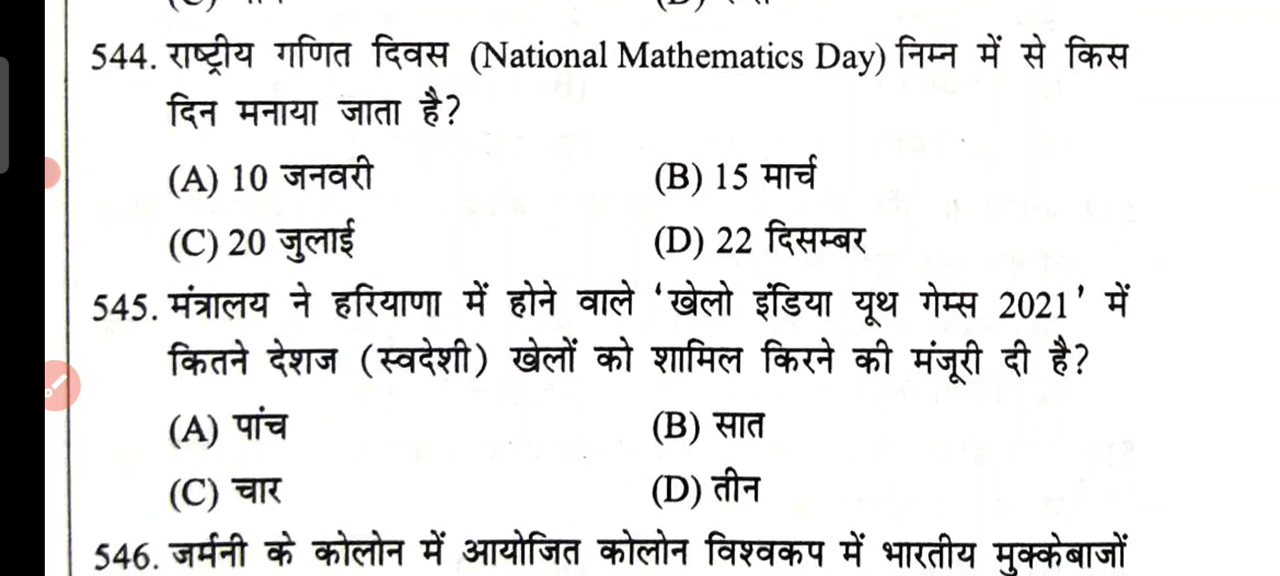 544. राष्ट्रीय गणित दिवस (National Mathematics Day) निम्न में से किस
दिन मनाया जाता है?
(A) 10 जनवरी (B) 15 मार्च
(C) 20 जुलाई (D) 22 दिसम्बर
545. मंत्रालय ने हरियाणा में होने वाले ‘खेलो इंडिया यूथ गेम्स 2021’ में
कितने देशज (स्वदेशी) खेलों को शामिल किरने की मंजूरी दी है?
(A) पांच (B) सात
(C) चार (D) तीन
546. जर्मनी के कोलोन में आयोजित कोलोन विश्वकप में भारतीय मुक्केबाजों